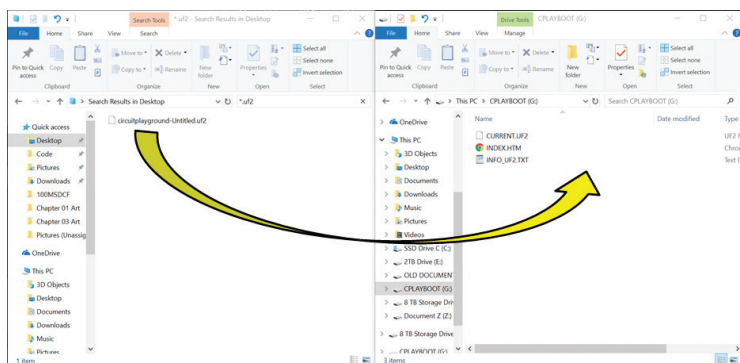 Search Tools
*.uf2 - Search Results in Desktop
File
Home
Share
View
Search
Pin to Quick access
Copy
Paste
Move to
Copy to
Delete
Rename
New folder
Properties
Select all
Select none
Invert selection
Clipboard
Organize
New
Open
Select
Search Results in Desktop
*.uf2
Quick access
Desktop
Code
Pictures
Downloads
100MSDCF
Chapter 01 Art
Chapter 03 Art
Pictures (Unassig
OneDrive
This PC
3D Objects
Desktop
Documents
Downloads
Music
Pictures
circuitplayground-Untitled.uf2
1 item
Drive Tools
CPLAYBOOT (G:)
File
Home
Share
View
Manage
Pin to Quick access
Copy
Paste
Move to
Copy to
Delete
Rename
New folder
Properties
Select all
Select none
Invert selection
Clipboard
Organize
New
Open
Select
This PC > CPLAYBOOT (G:)
Search CPLAYBOOT (G:)
OneDrive
This PC
3D Objects
Desktop
Documents
Downloads
Music
Pictures
Videos
SSD Drive C (C:)
2TB Drive (E:)
OLD DOCUMEN
CPLAYBOOT (G:)
8 TB Storage Driv
Document Z (Z:)
8 TB Storage Drive
CPLAYBOOT (G:)
Name
Date modified
Type
CURRENT.UF2
UF2 F
INDEX.HTM
Chro
INFO_UF2.TXT
Text D
3 items